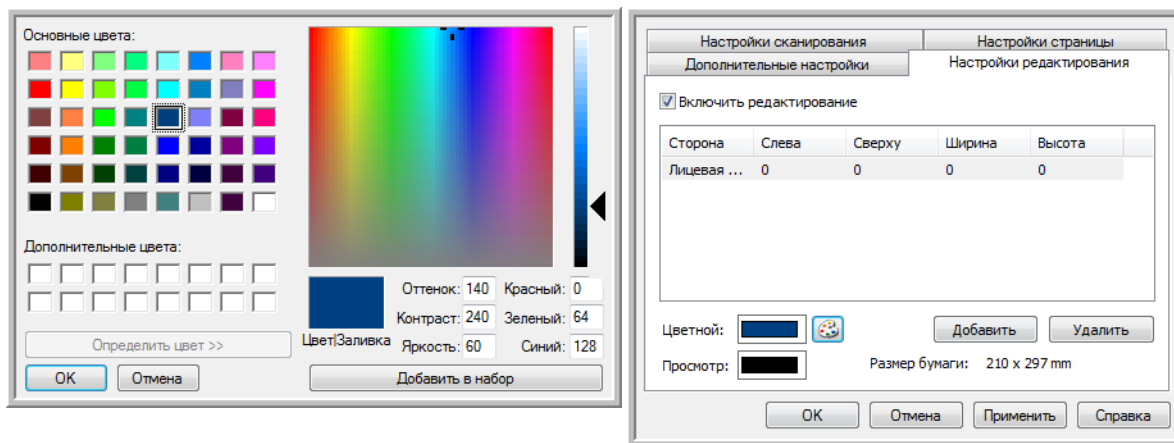 Основные цвета:
Дополнительные цвета:
Определить цвет >>
OK Отмена
Цвет|Заливка
Оттенок: 140 Красный: 0
Контраст: 240 Зеленый: 64
Яркость: 60 Синий: 128
Добавить в набор
Настройки сканирования Настройки страницы
Дополнительные настройки Настройки редактирования
Включить редактирование
Сторона Слева Сверху Ширина Высота
Лицевая ... 0 0 0 0
Цветной: Добавить Удалить
Просмотр: Размер бумаги: 210 x 297 mm
OK Отмена Применить Справка